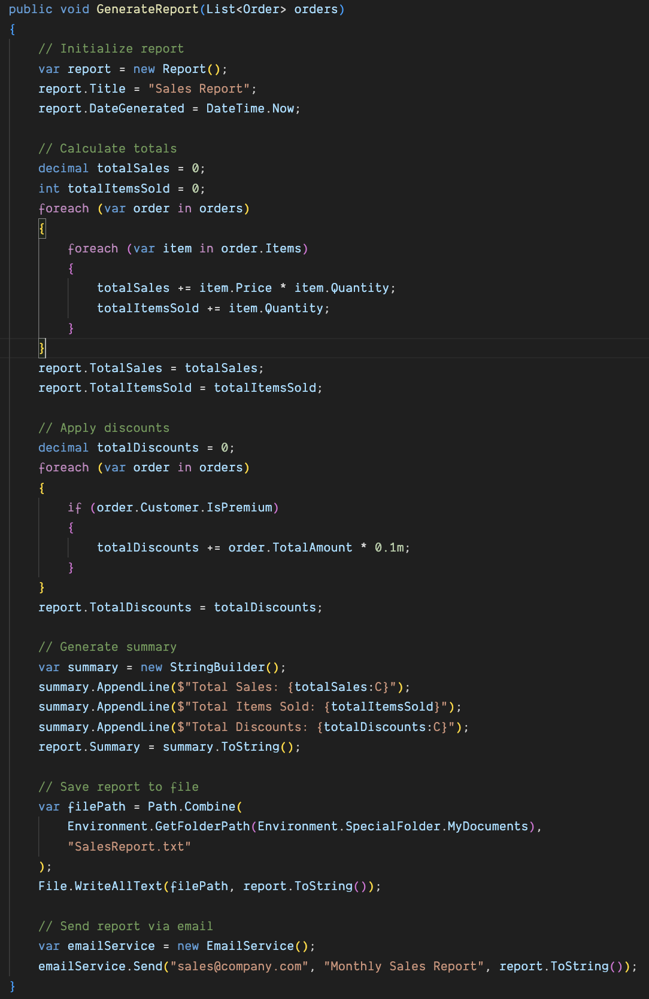 public void GenerateReport(List<Order> orders)
{
    // Initialize report
    var report = new Report();
    report.Title = "Sales Report";
    report.DateGenerated = DateTime.Now;

    // Calculate totals
    decimal totalSales = 0;
    int totalItemsSold = 0;
    foreach (var order in orders)
    {
        foreach (var item in order.Items)
        {
            totalSales += item.Price * item.Quantity;
            totalItemsSold += item.Quantity;
        }
    }
    report.TotalSales = totalSales;
    report.TotalItemsSold = totalItemsSold;

    // Apply discounts
    decimal totalDiscounts = 0;
    foreach (var order in orders)
    {
        if (order.Customer.IsPremium)
        {
            totalDiscounts += order.TotalAmount * 0.1m;
        }
    }
    report.TotalDiscounts = totalDiscounts;

    // Generate summary
    var summary = new StringBuilder();
    summary.AppendLine($"Total Sales: {totalSales:C}");
    summary.AppendLine($"Total Items Sold: {totalItemsSold}");
    summary.AppendLine($"Total Discounts: {totalDiscounts:C}");
    report.Summary = summary.ToString();

    // Save report to file
    var filePath = Path.Combine(
        Environment.GetFolderPath(Environment.SpecialFolder.MyDocuments),
        "SalesReport.txt"
    );
    File.WriteAllText(filePath, report.ToString());

    // Send report via email
    var emailService = new EmailService();
    emailService.Send("sales@company.com", "Monthly Sales Report", report.ToString());
}